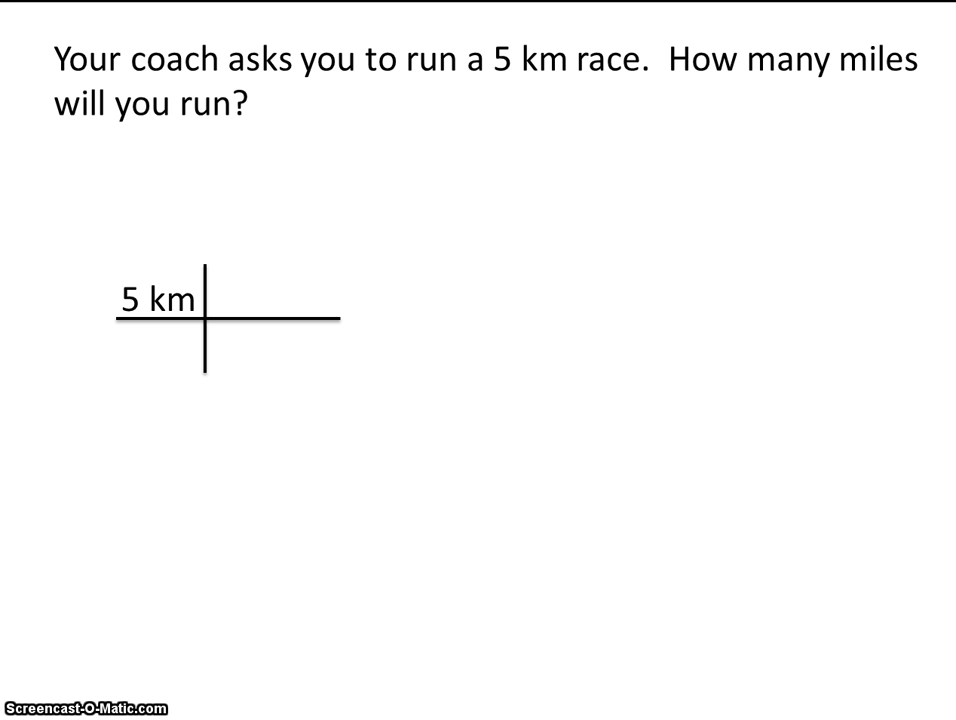 Your coach asks you to run a 5 km race.  How many miles
will you run?
5 km
Screencast-O-Matic.com